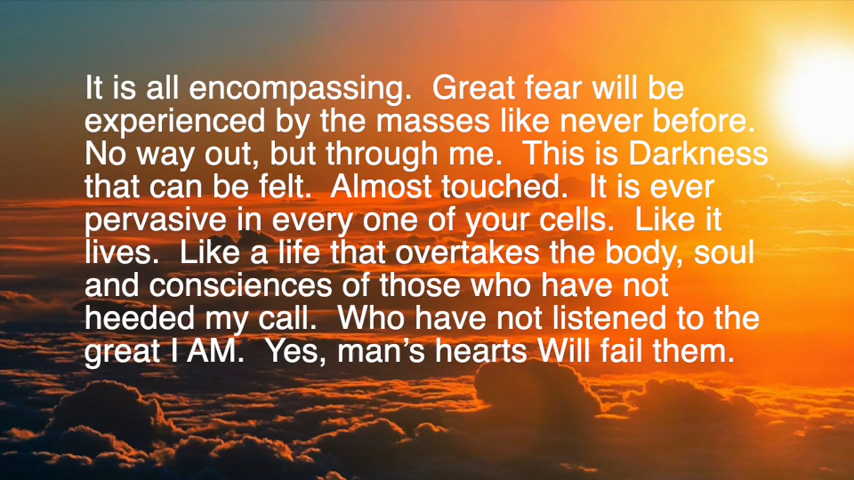 It is all encompassing.  Great fear will be
experienced by the masses like never before.
No way out, but through me.  This is Darkness
that can be felt.  Almost touched.  It is ever
pervasive in every one of your cells.  Like it
lives.  Like a life that overtakes the body, soul
and consciences of those who have not
heeded my call.  Who have not listened to the
great I AM.  Yes, man's hearts Will fail them.